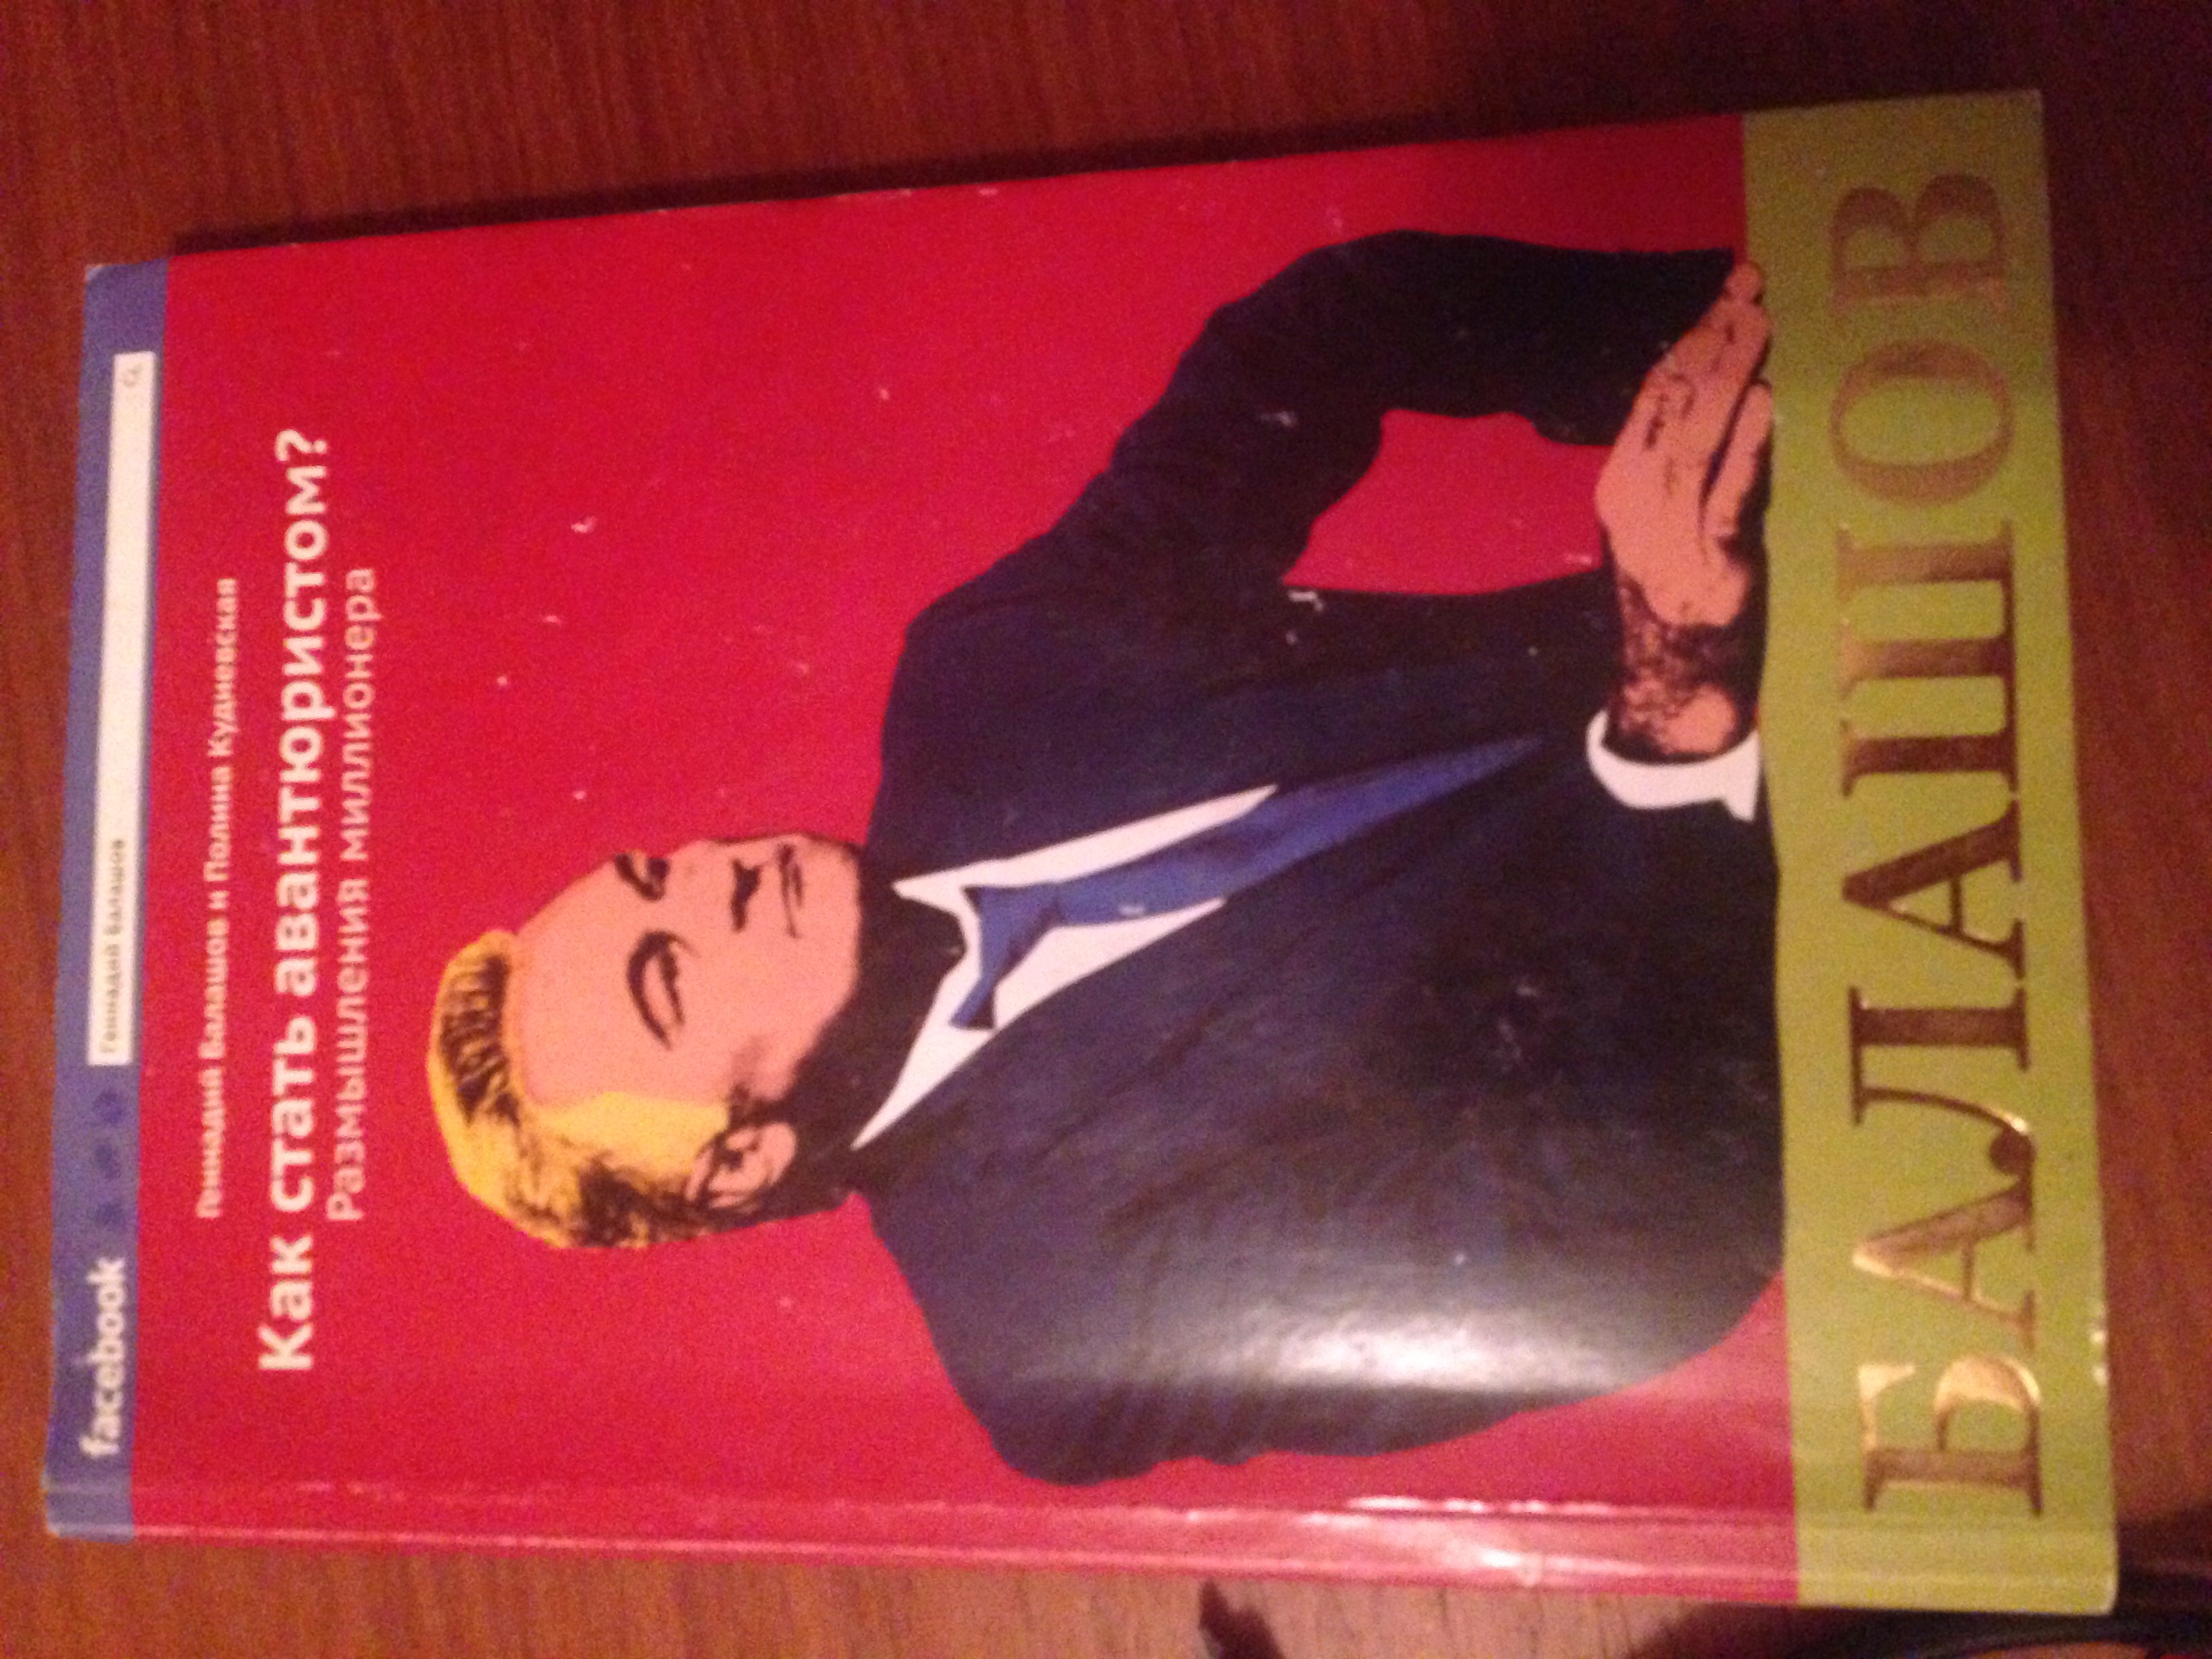 facebook
Геннадий Балашов
Геннадий Балашов и Полина Кудиевская
Как стать авантюристом?
Размышления миллионера
БАЛАШОВ